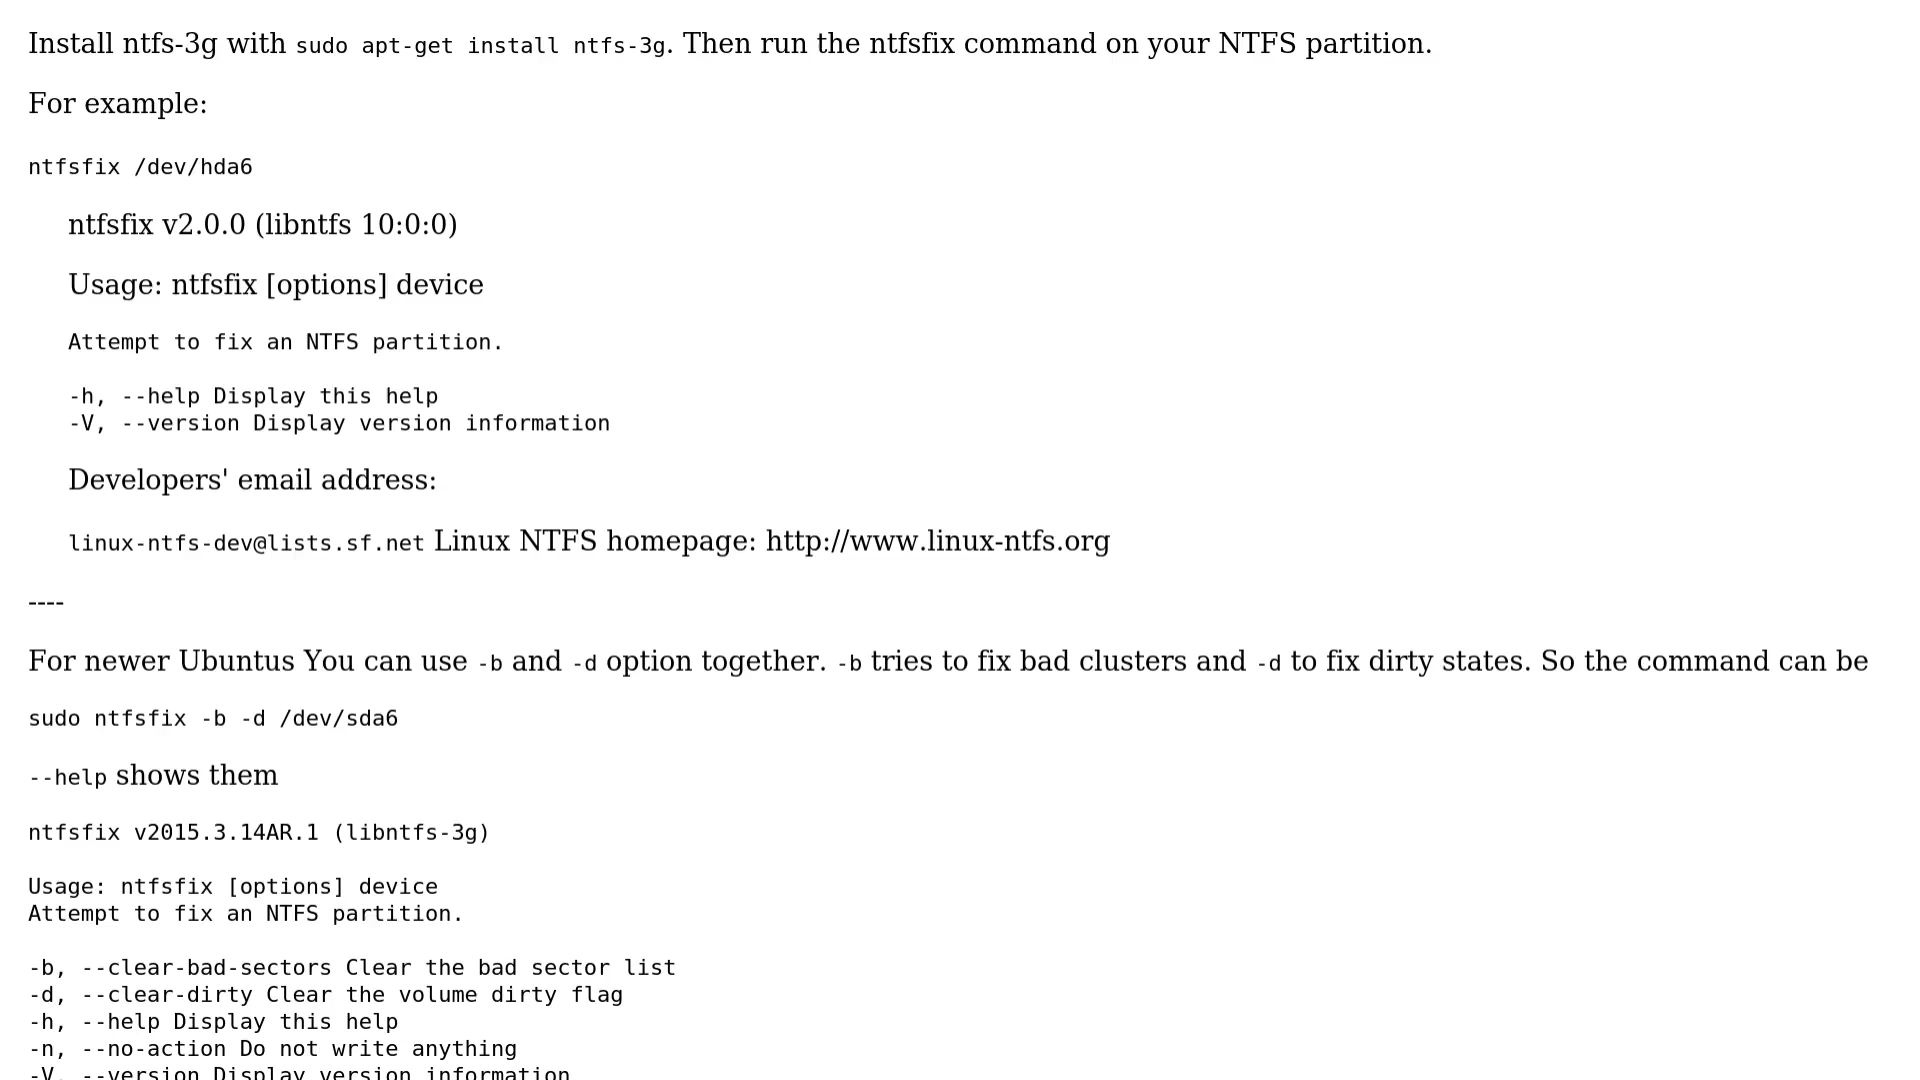 Install ntfs-3g with sudo apt-get install ntfs-3g. Then run the ntfsfix command on your NTFS partition.
For example:
ntfsfix /dev/hda6
ntfsfix v2.0.0 (libntfs 10:0:0)
Usage: ntfsfix [options] device
Attempt to fix an NTFS partition.
-h, --help Display this help
-V, --version Display version information
Developers' email address:
linux-ntfs-dev@lists.sf.net Linux NTFS homepage: http://www.linux-ntfs.org
----
For newer Ubuntus You can use -b and -d option together. -b tries to fix bad clusters and -d to fix dirty states. So the command can be
sudo ntfsfix -b -d /dev/sda6
--help shows them
ntfsfix v2015.3.14AR.1 (libntfs-3g)
Usage: ntfsfix [options] device
Attempt to fix an NTFS partition.
-b, --clear-bad-sectors Clear the bad sector list
-d, --clear-dirty Clear the volume dirty flag
-h, --help Display this help
-n, --no-action Do not write anything
-V, --version Display version information